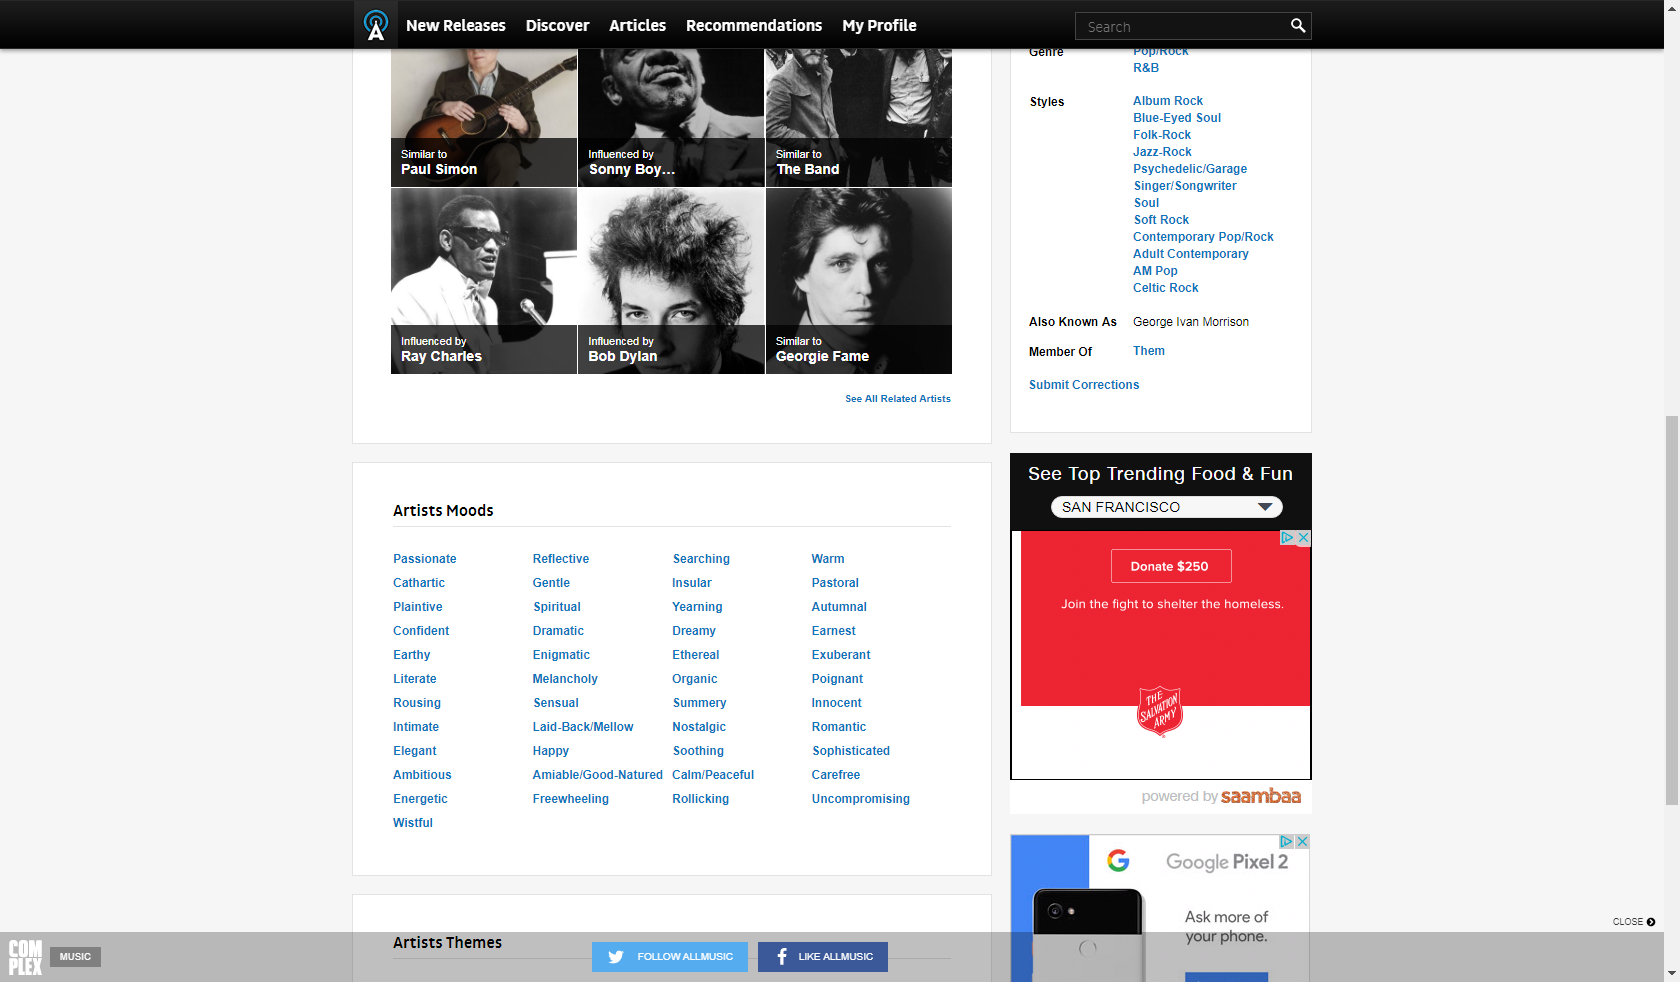 New Releases
Discover
Articles
Recommendations
My Profile
Search
Similar to
Paul Simon
Influenced by
Sonny Boy...
Similar to
The Band
Influenced by
Ray Charles
Influenced by
Bob Dylan
Similar to
Georgie Fame
See All Related Artists
Genre
Pop/Rock
R&B
Styles
Album Rock
Blue-Eyed Soul
Folk-Rock
Jazz-Rock
Psychedelic/Garage
Singer/Songwriter
Soul
Soft Rock
Contemporary Pop/Rock
Adult Contemporary
AM Pop
Celtic Rock
Also Known As
George Ivan Morrison
Member Of
Them
Submit Corrections
Artists Moods
Passionate
Reflective
Searching
Warm
Cathartic
Gentle
Insular
Pastoral
Plaintive
Spiritual
Yearning
Autumnal
Confident
Dramatic
Dreamy
Earnest
Earthy
Enigmatic
Ethereal
Exuberant
Literate
Melancholy
Organic
Poignant
Rousing
Sensual
Summery
Innocent
Intimate
Laid-Back/Mellow
Nostalgic
Romantic
Elegant
Happy
Soothing
Sophisticated
Ambitious
Amiable/Good-Natured
Calm/Peaceful
Carefree
Energetic
Freewheeling
Rollicking
Uncompromising
Wistful
See Top Trending Food & Fun
SAN FRANCISCO
Donate $250
Join the fight to shelter the homeless.
THE
SALVATION
ARMY
powered by saambaa
Google Pixel 2
Ask more of
your phone.
CLOSE
Artists Themes
COM
PLEX
MUSIC
FOLLOW ALLMUSIC
LIKE ALLMUSIC